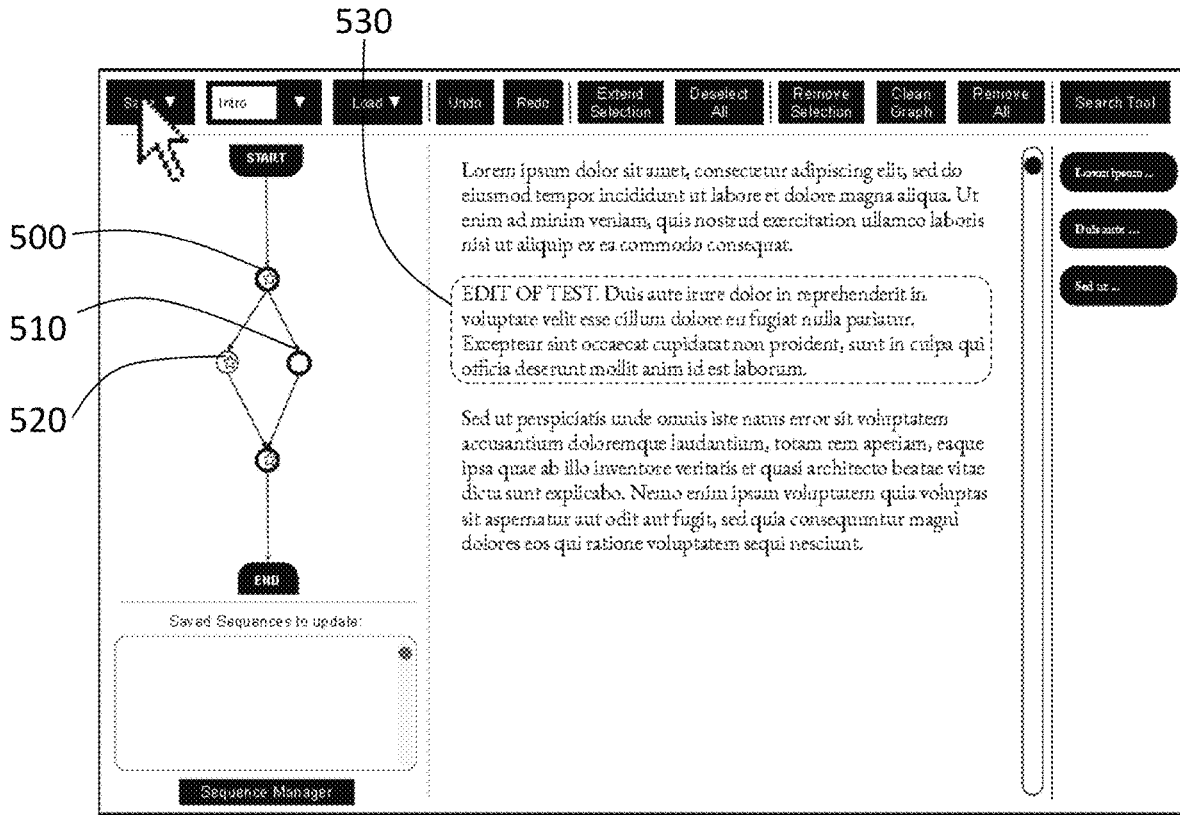 530
Intro
Load
Undo
Redo
Extend Selection
Deselect All
Remove Selection
Clean Graph
Remove All
Search Tool
START
500
510
520
END
Saved Sequences to update:
Sequence Manager
Lorem ipsum dolor sit amet, consectetur adipiscing elit, sed do
eiusmod tempor incididunt ut labore et dolore magna aliqua. Ut
enim ad minim veniam, quis nostrud exercitation ullamco laboris
nisi ut aliquip ex ea commodo consequat.
EDIT OF TEST. Duis aute irure dolor in reprehenderit in
voluptate velit esse cillum dolore eu fugiat nulla pariatur.
Excepteur sint occaecat cupidatat non proident, sunt in culpa qui
officia deserunt mollit anim id est laborum.
Sed ut perspiciatis unde omnis iste natus error sit voluptatem
accusantium doloremque laudantium, totam rem aperiam, eaque
ipsa quae ab illo inventore veritatis et quasi architecto beatae vitae
dicta sunt explicabo. Nemo enim ipsam voluptatem quia voluptas
sit aspernatur aut odit aut fugit, sed quia consequuntur magni
dolores eos qui ratione voluptatem sequi nesciunt.
Lorem ipsum ...
Duis aute ...
Sed ut ...